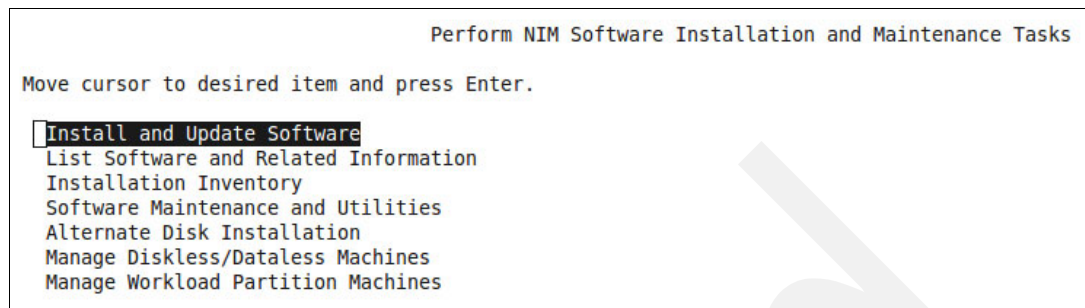 Perform NIM Software Installation and Maintenance Tasks
Move cursor to desired item and press Enter.
Install and Update Software
List Software and Related Information
Installation Inventory
Software Maintenance and Utilities
Alternate Disk Installation
Manage Diskless/Dataless Machines
Manage Workload Partition Machines